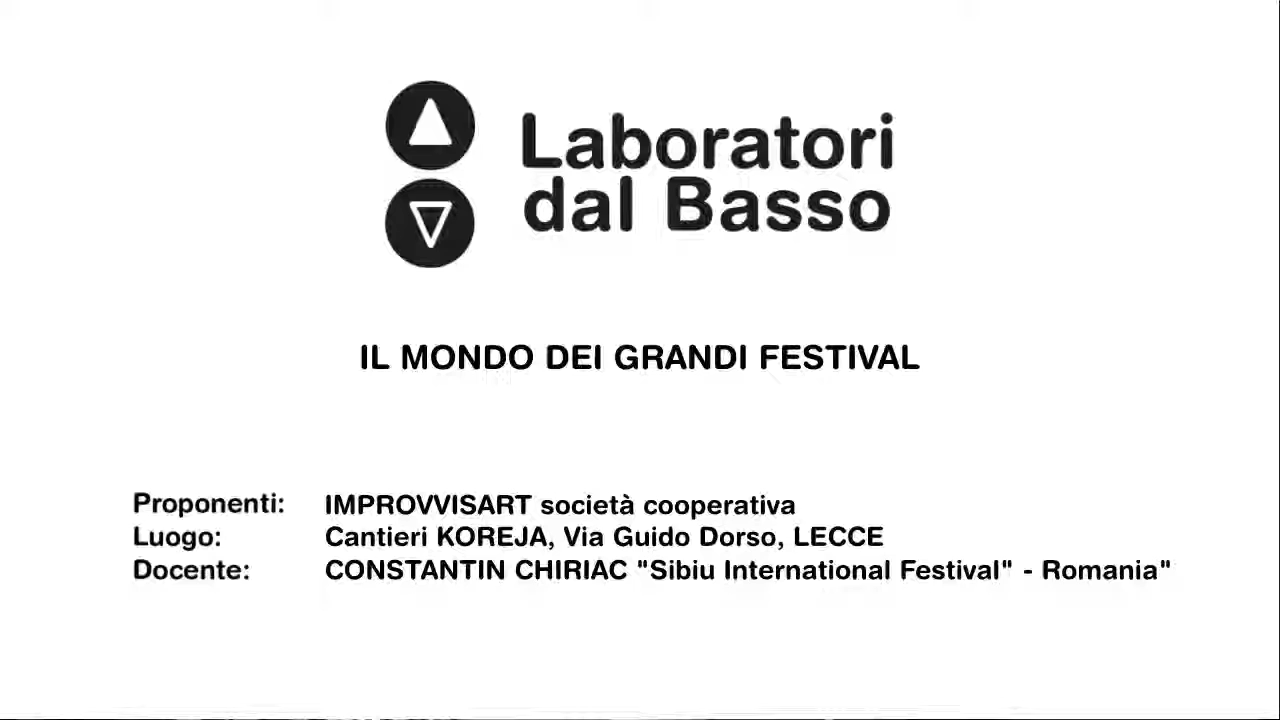 Laboratori
dal Basso
IL MONDO DEI GRANDI FESTIVAL
Proponenti: IMPROVVISART società cooperativa
Luogo: Cantieri KOREJA, Via Guido Dorso, LECCE
Docente: CONSTANTIN CHIRIAC "Sibiu International Festival" - Romania"